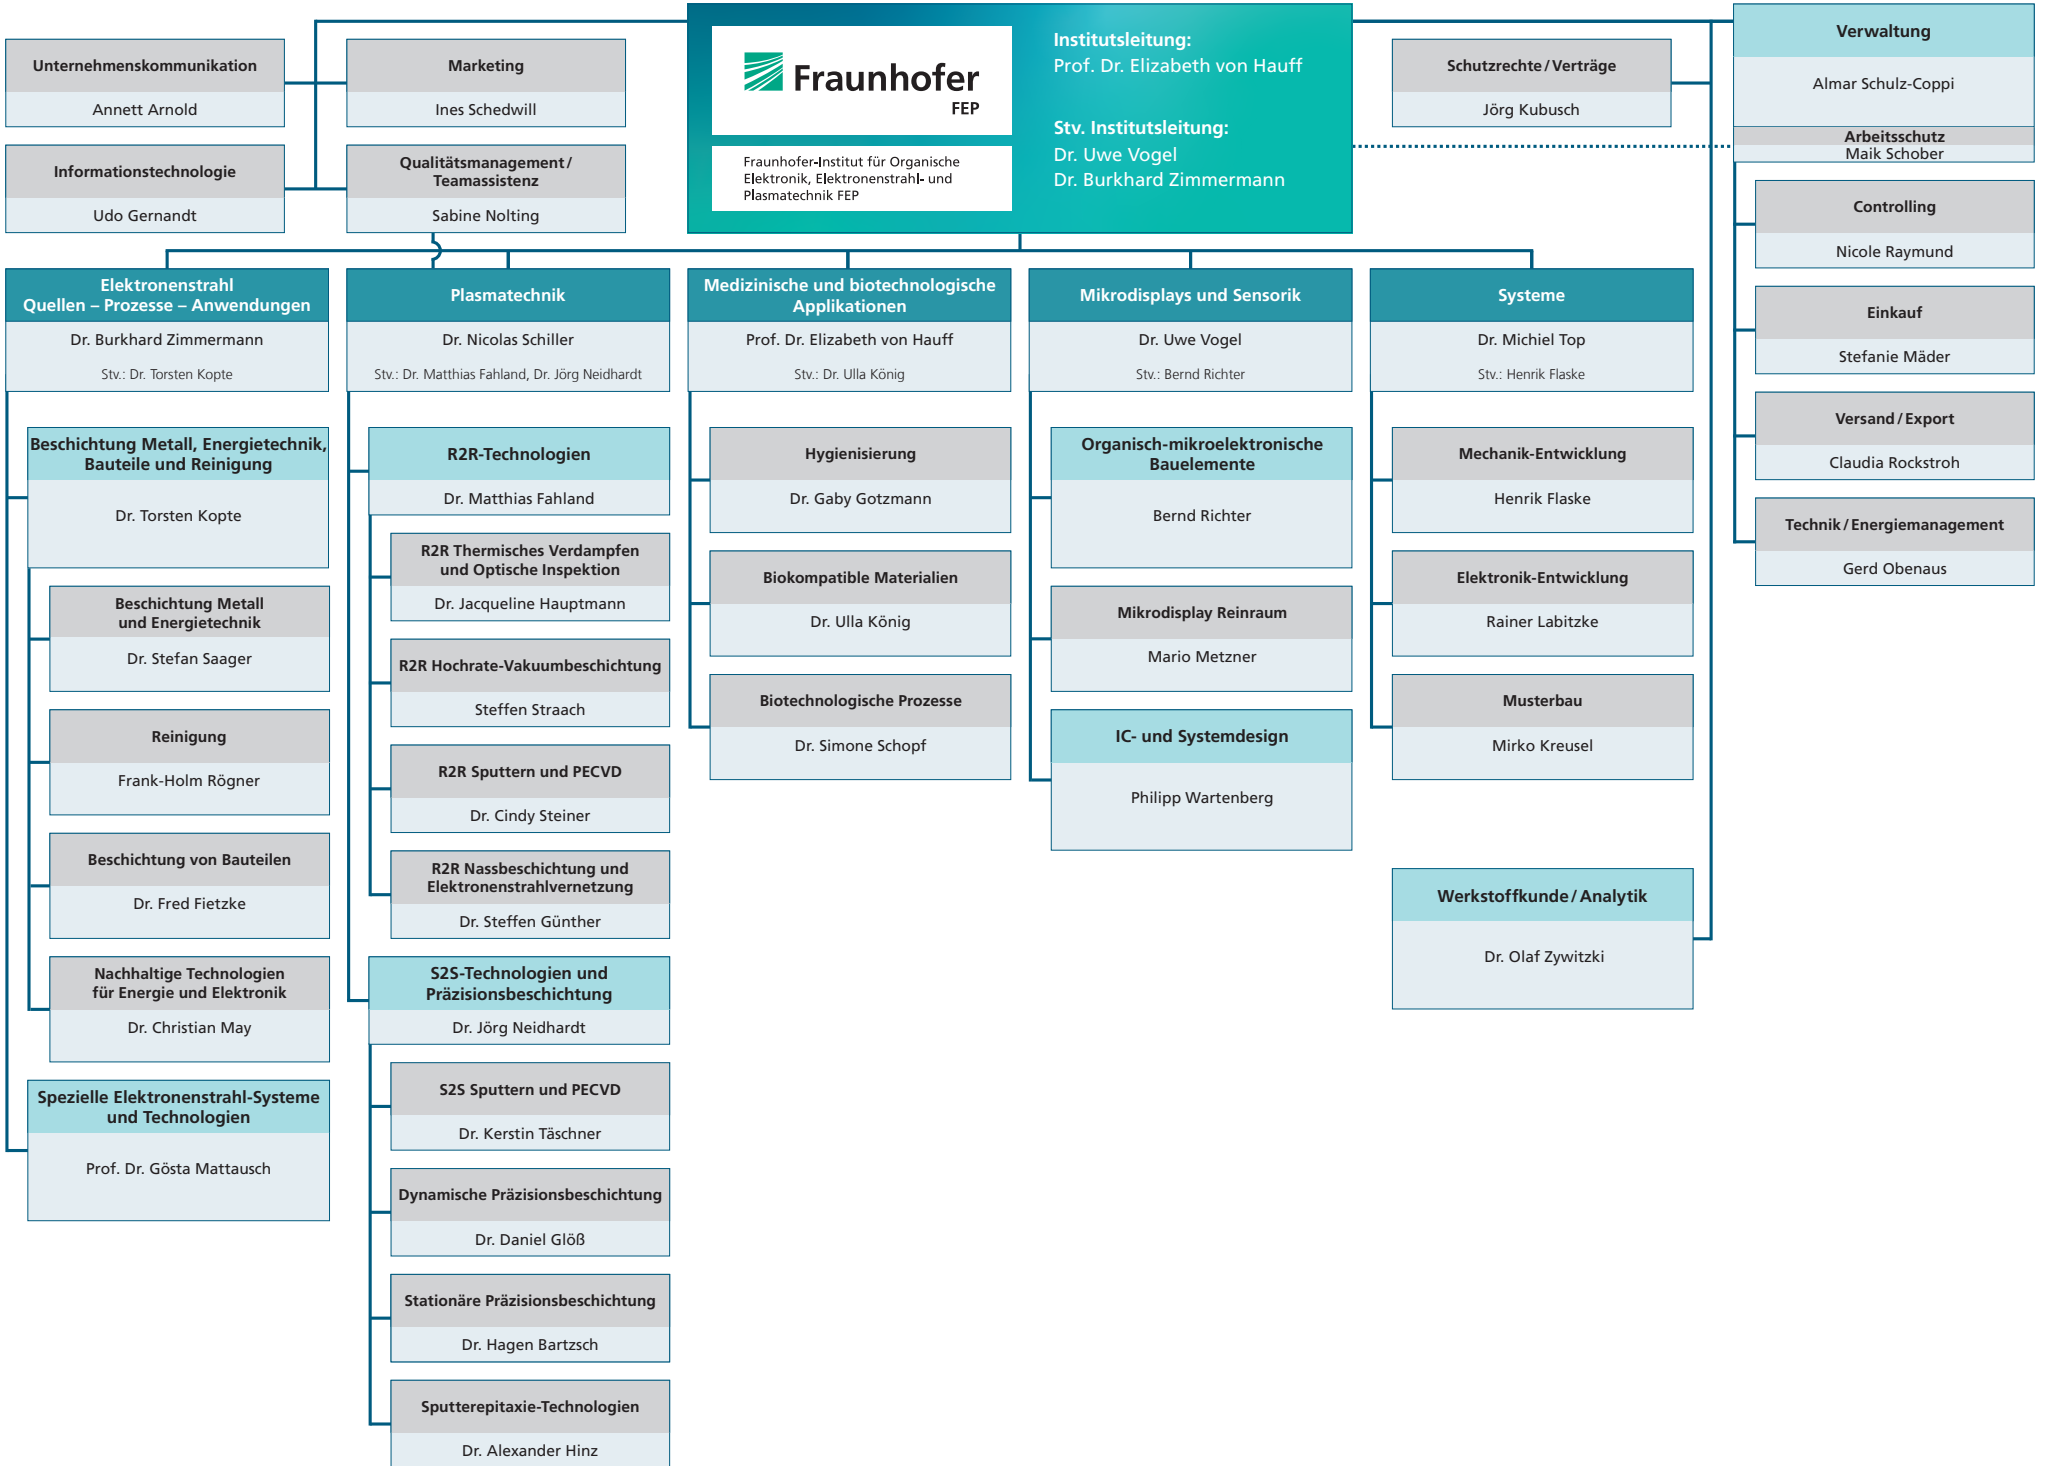 Unternehmenskommunikation
Annett Arnold
Marketing
Ines Schedwill
Informationstechnologie
Udo Gernandt
Qualitätsmanagement /
Teamassistenz
Sabine Nolting
Fraunhofer
FEP
Fraunhofer-Institut für Organische
Elektronik, Elektronenstrahl- und
Plasmatechnik FEP
Institutsleitung:
Prof. Dr. Elizabeth von Hauff
Stv. Institutsleitung:
Dr. Uwe Vogel
Dr. Burkhard Zimmermann
Schutzrechte / Verträge
Jörg Kubusch
Verwaltung
Almar Schulz-Coppi
Arbeitsschutz
Maik Schober
Controlling
Nicole Raymund
Einkauf
Stefanie Mäder
Versand / Export
Claudia Rockstroh
Technik / Energiemanagement
Gerd Obenaus
Elektronenstrahl
Quellen – Prozesse – Anwendungen
Dr. Burkhard Zimmermann
Stv.: Dr. Torsten Kopte
Beschichtung Metall, Energietechnik,
Bauteile und Reinigung
Dr. Torsten Kopte
Beschichtung Metall
und Energietechnik
Dr. Stefan Saager
Reinigung
Frank-Holm Rögner
Beschichtung von Bauteilen
Dr. Fred Fietzke
Nachhaltige Technologien
für Energie und Elektronik
Dr. Christian May
Spezielle Elektronenstrahl-Systeme
und Technologien
Prof. Dr. Gösta Mattausch
Plasmatechnik
Dr. Nicolas Schiller
Stv.: Dr. Matthias Fahland, Dr. Jörg Neidhardt
R2R-Technologien
Dr. Matthias Fahland
R2R Thermisches Verdampfen
und Optische Inspektion
Dr. Jacqueline Hauptmann
R2R Hochrate-Vakuumbeschichtung
Steffen Straach
R2R Sputtern und PECVD
Dr. Cindy Steiner
R2R Nassbeschichtung und
Elektronenstrahlvernetzung
Dr. Steffen Günther
S2S-Technologien und
Präzisionsbeschichtung
Dr. Jörg Neidhardt
S2S Sputtern und PECVD
Dr. Kerstin Täschner
Dynamische Präzisionsbeschichtung
Dr. Daniel Glöß
Stationäre Präzisionsbeschichtung
Dr. Hagen Bartzsch
Sputterepitaxie-Technologien
Dr. Alexander Hinz
Medizinische und biotechnologische
Applikationen
Prof. Dr. Elizabeth von Hauff
Stv.: Dr. Ulla König
Hygienisierung
Dr. Gaby Gotzmann
Biokompatible Materialien
Dr. Ulla König
Biotechnologische Prozesse
Dr. Simone Schopf
Mikrodisplays und Sensorik
Dr. Uwe Vogel
Stv.: Bernd Richter
Organisch-mikroelektronische
Bauelemente
Bernd Richter
Mikrodisplay Reinraum
Mario Metzner
IC- und Systemdesign
Philipp Wartenberg
Systeme
Dr. Michiel Top
Stv.: Henrik Flaske
Mechanik-Entwicklung
Henrik Flaske
Elektronik-Entwicklung
Rainer Labitzke
Musterbau
Mirko Kreusel
Werkstoffkunde / Analytik
Dr. Olaf Zywitzki